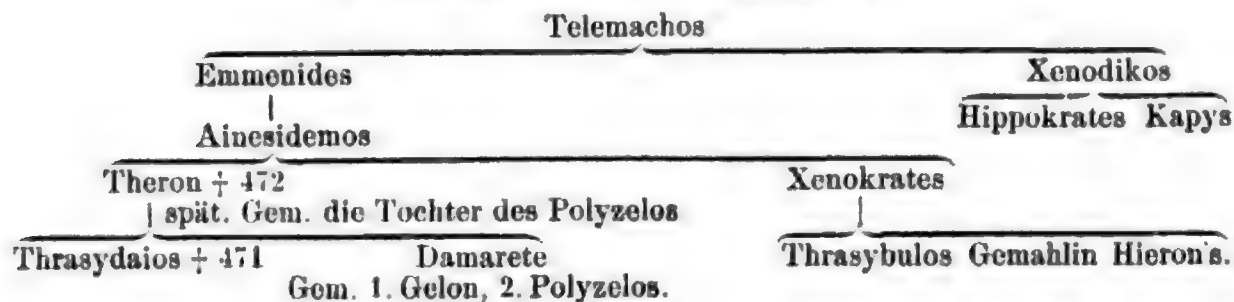 Telemachos
Emmenides Xenodikos
Hippokrates Kapys
Ainesidemos
Theron † 472 Xenokrates
spät. Gem. die Tochter des Polyzelos
Thrasydaios † 471 Damarete Thrasybulos Gemahlin Hieron's.
Gem. 1. Gelon, 2. Polyzelos.